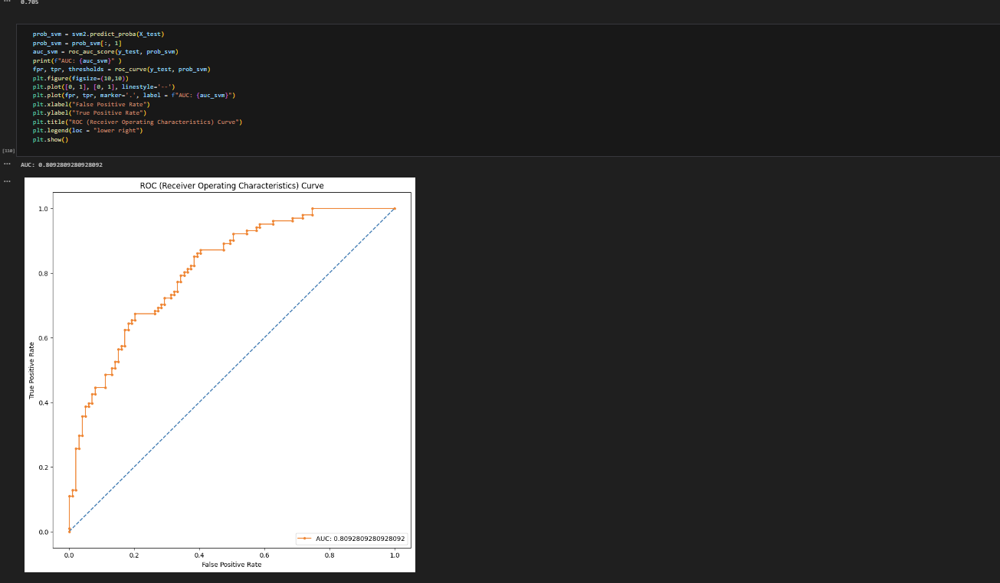 0.705
prob_svm = svm2.predict_proba(X_test)
prob_svm = prob_svm[:, 1]
auc_svm = roc_auc_score(y_test, prob_svm)
print(f"AUC: {auc_svm}" )
fpr, tpr, thresholds = roc_curve(y_test, prob_svm)
plt.figure(figsize=(10,10))
plt.plot([0, 1], [0, 1], linestyle='--')
plt.plot(fpr, tpr, marker='.', label = f"AUC: {auc_svm}")
plt.xlabel("False Positive Rate")
plt.ylabel("True Positive Rate")
plt.title("ROC (Receiver Operating Characteristics) Curve")
plt.legend(loc = "lower right")
plt.show()
[110]
AUC: 0.8092809280928092
ROC (Receiver Operating Characteristics) Curve
1.0
0.8
0.6
0.4
0.2
0.0
True Positive Rate
AUC: 0.8092809280928092
0.0 0.2 0.4 0.6 0.8 1.0
False Positive Rate